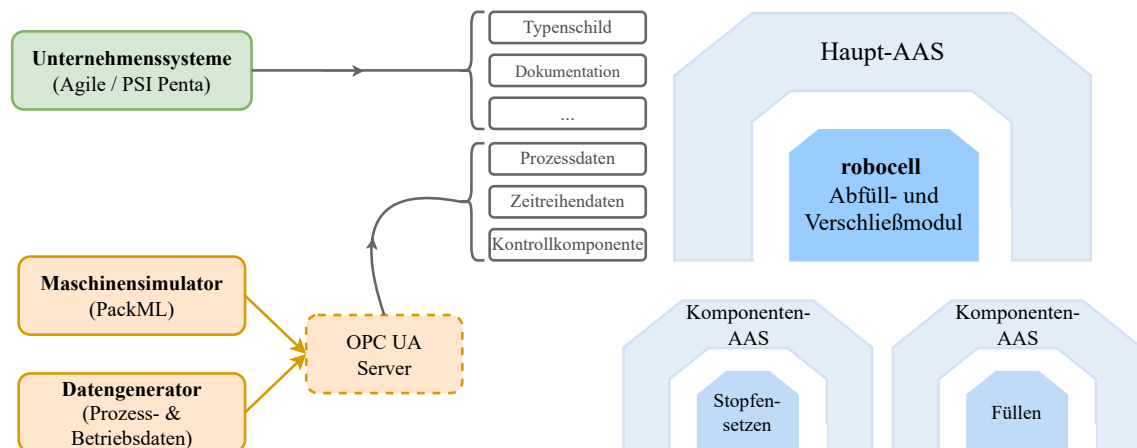 Unternehmenssysteme
(Agile / PSI Penta)
Typenschild
Dokumentation
...
Prozessdaten
Zeitreihendaten
Kontrollkomponente
Haupt-AAS
robocell
Abfüll- und
Verschließmodul
Maschinensimulator
(PackML)
Datengenerator
(Prozess- &
Betriebsdaten)
OPC UA
Server
Komponenten-
AAS
Stopfen-
setzen
Komponenten-
AAS
Füllen